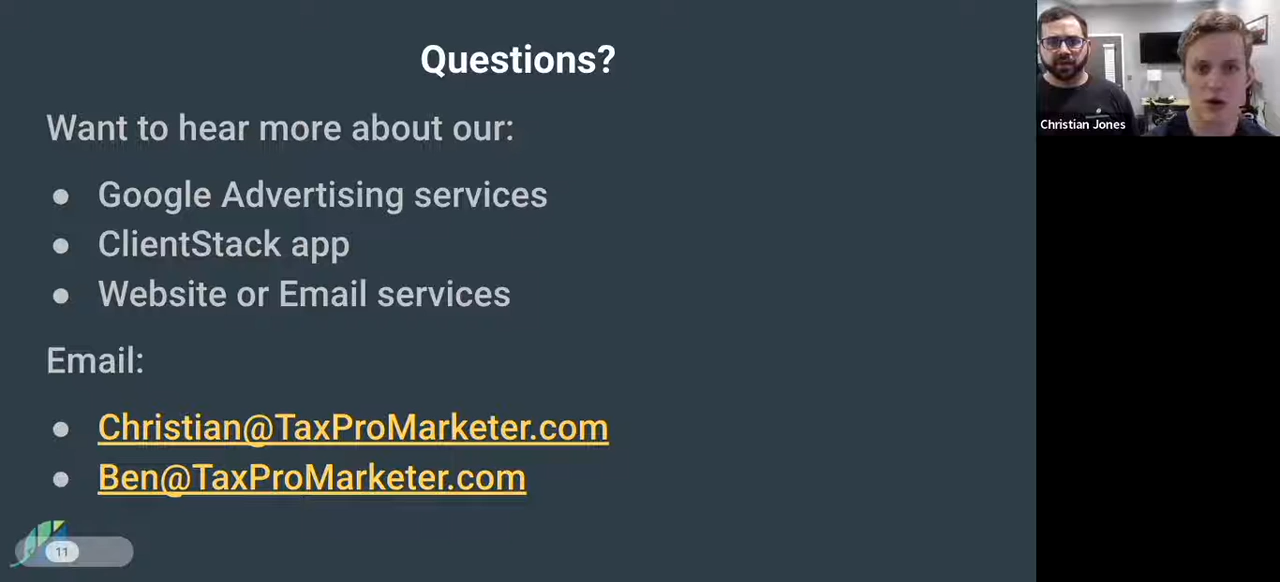 Questions?
Want to hear more about our:
● Google Advertising services
● ClientStack app
● Website or Email services
Email:
● Christian@TaxProMarketer.com
● Ben@TaxProMarketer.com
11
Christian Jones